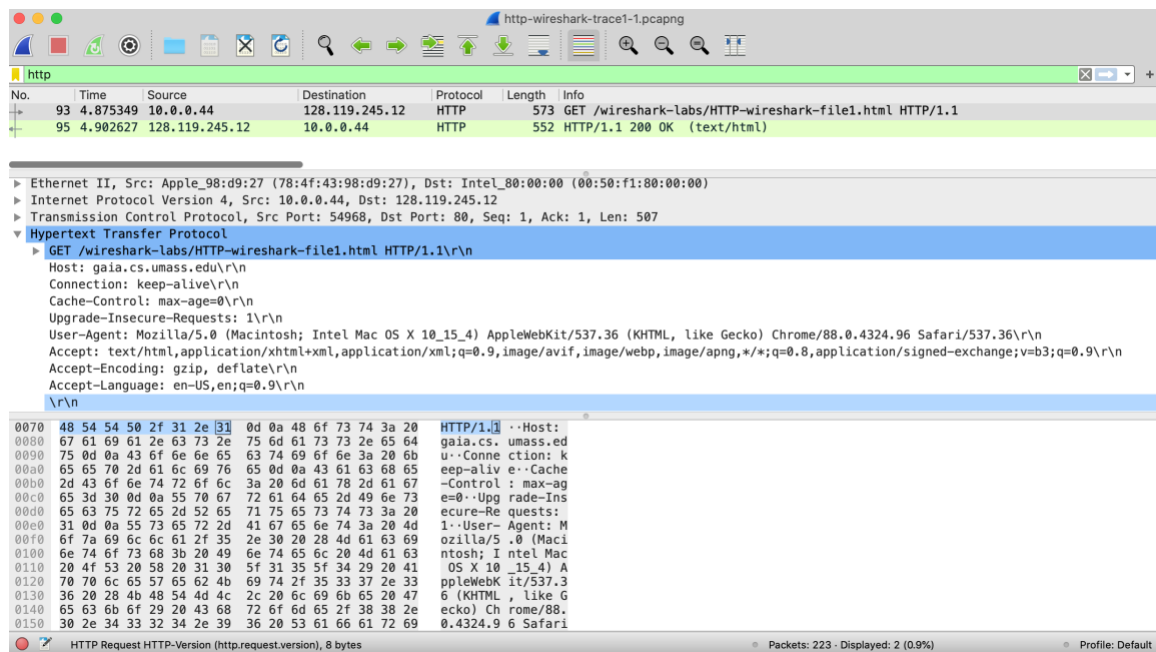 http-wireshark-trace1-1.pcapng
http
No. Time Source Destination Protocol Length Info
93 4.875349 10.0.0.44 128.119.245.12 HTTP 573 GET /wireshark-labs/HTTP-wireshark-file1.html HTTP/1.1
95 4.902627 128.119.245.12 10.0.0.44 HTTP 552 HTTP/1.1 200 OK (text/html)
Ethernet II, Src: Apple_98:d9:27 (78:4f:43:98:d9:27), Dst: Intel_80:00:00 (00:50:f1:80:00:00)
Internet Protocol Version 4, Src: 10.0.0.44, Dst: 128.119.245.12
Transmission Control Protocol, Src Port: 54968, Dst Port: 80, Seq: 1, Ack: 1, Len: 507
Hypertext Transfer Protocol
GET /wireshark-labs/HTTP-wireshark-file1.html HTTP/1.1\r\n
Host: gaia.cs.umass.edu\r\n
Connection: keep-alive\r\n
Cache-Control: max-age=0\r\n
Upgrade-Insecure-Requests: 1\r\n
User-Agent: Mozilla/5.0 (Macintosh; Intel Mac OS X 10_15_4) AppleWebKit/537.36 (KHTML, like Gecko) Chrome/88.0.4324.96 Safari/537.36\r\n
Accept: text/html,application/xhtml+xml,application/xml;q=0.9,image/avif,image/webp,image/apng,*/*;q=0.8,application/signed-exchange;v=b3;q=0.9\r\n
Accept-Encoding: gzip, deflate\r\n
Accept-Language: en-US,en;q=0.9\r\n
\r\n
0070 48 54 54 50 2f 31 2e 31 0d 0a 48 6f 73 74 3a 20 HTTP/1.1 ··Host:
0080 67 61 69 61 2e 63 73 2e 75 6d 61 73 73 2e 65 64 gaia.cs. umass.ed
0090 75 0d 0a 43 6f 6e 6e 65 63 74 69 6f 6e 3a 20 6b u··Conne ction: k
00a0 65 65 70 2d 61 6c 69 76 65 0d 0a 43 61 63 68 65 eep-aliv e··Cache
00b0 2d 43 6f 6e 74 72 6f 6c 3a 20 6d 61 78 2d 61 67 -Control : max-ag
00c0 65 3d 30 0d 0a 55 70 67 72 61 64 65 2d 49 6e 73 e=0··Upg rade-Ins
00d0 65 63 75 72 65 2d 52 65 71 75 65 73 74 73 3a 20 ecure-Re quests:
00e0 31 0d 0a 55 73 65 72 2d 41 67 65 6e 74 3a 20 4d 1··User- Agent: M
00f0 6f 7a 69 6c 6c 61 2f 35 2e 30 20 28 4d 61 63 69 ozilla/5 .0 (Maci
0100 6e 74 6f 73 68 3b 20 49 6e 74 65 6c 20 4d 61 63 ntosh; I ntel Mac
0110 20 4f 53 20 58 20 31 30 5f 31 35 5f 34 29 20 41 OS X 10 _15_4) A
0120 70 70 6c 65 57 65 62 4b 69 74 2f 35 33 37 2e 33 ppleWebK it/537.3
0130 36 20 28 4b 48 54 4d 4c 2c 20 6c 69 6b 65 20 47 6 (KHTML , like G
0140 65 63 6b 6f 29 20 43 68 72 6f 6d 65 2f 38 38 2e ecko) Ch rome/88.
0150 30 2e 34 33 32 34 2e 39 36 20 53 61 66 61 72 69 0.4324.9 6 Safari
HTTP Request HTTP-Version (http.request.version), 8 bytes Packets: 223 · Displayed: 2 (0.9%) Profile: Default